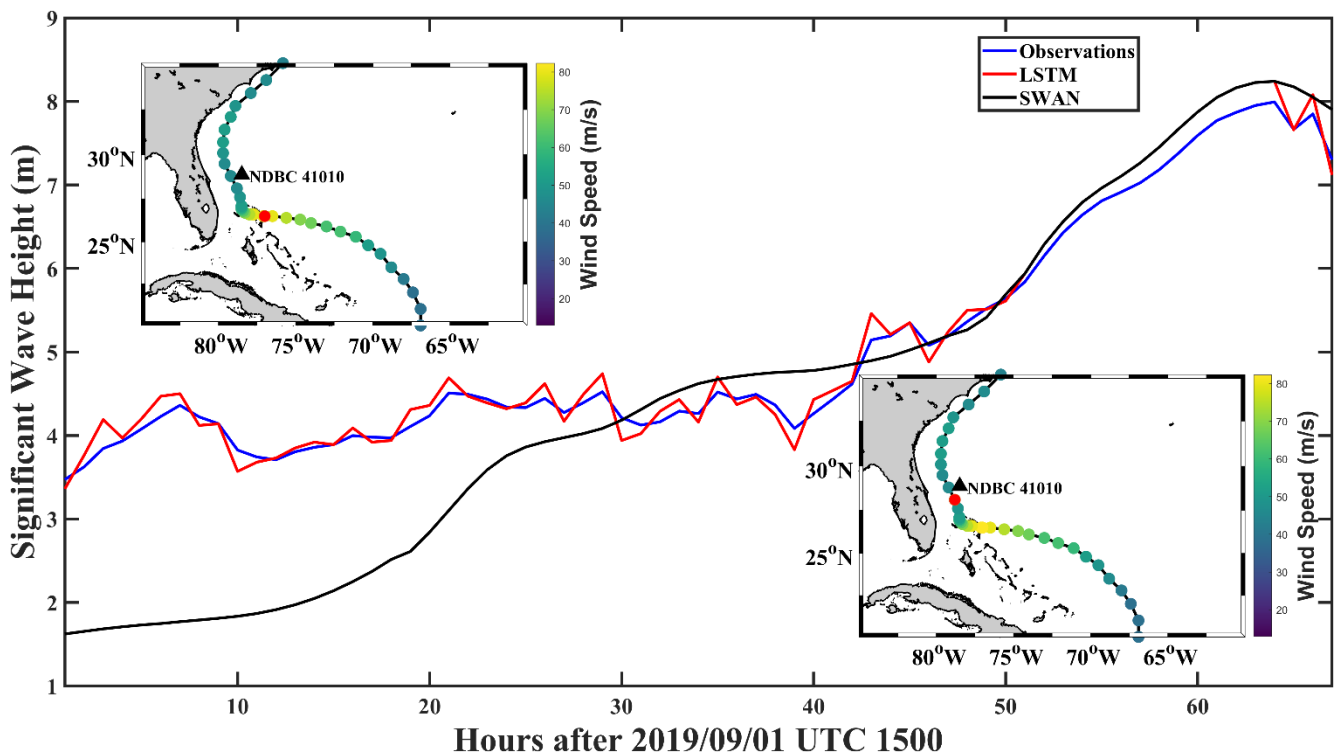 Significant Wave Height (m)
9
8
7
6
5
4
3
2
1
10
20
30
40
50
60
Hours after 2019/09/01 UTC 1500
Observations
LSTM
SWAN
30°N
25°N
80°W
75°W
70°W
65°W
NDBC 41010
80
70
60
50
40
30
20
Wind Speed (m/s)
30°N
25°N
80°W
75°W
70°W
65°W
NDBC 41010
80
70
60
50
40
30
20
Wind Speed (m/s)